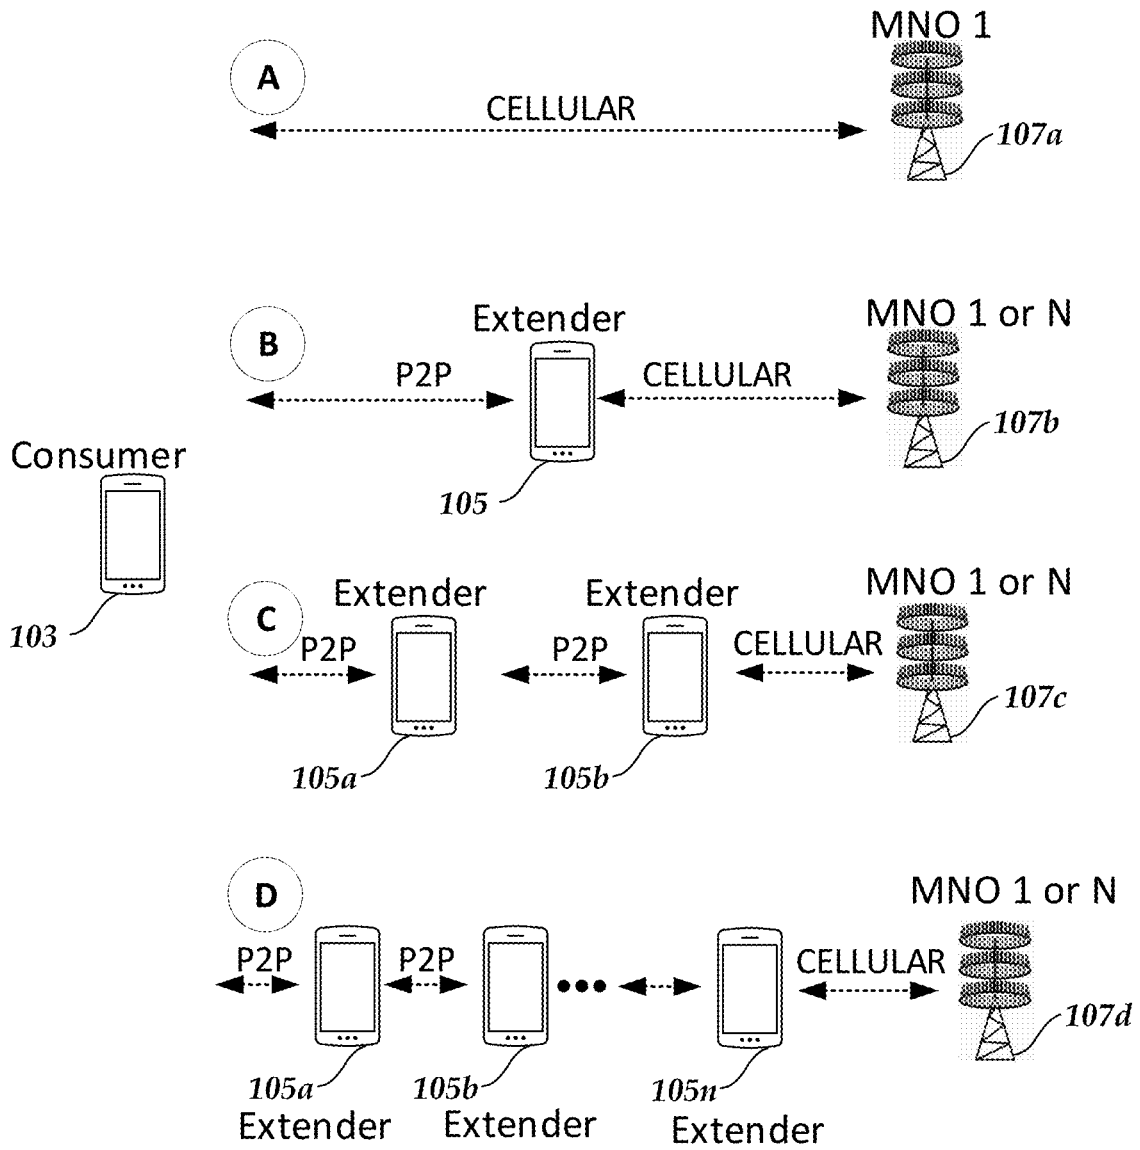 MNO 1
A
CELLULAR
107a
MNO 1 or N
Extender
B
P2P
CELLULAR
107b
Consumer
105
103
MNO 1 or N
Extender
Extender
C
P2P
P2P
CELLULAR
107c
105a
105b
D
MNO 1 or N
P2P
P2P
CELLULAR
107d
105a
105b
105n
Extender
Extender
Extender